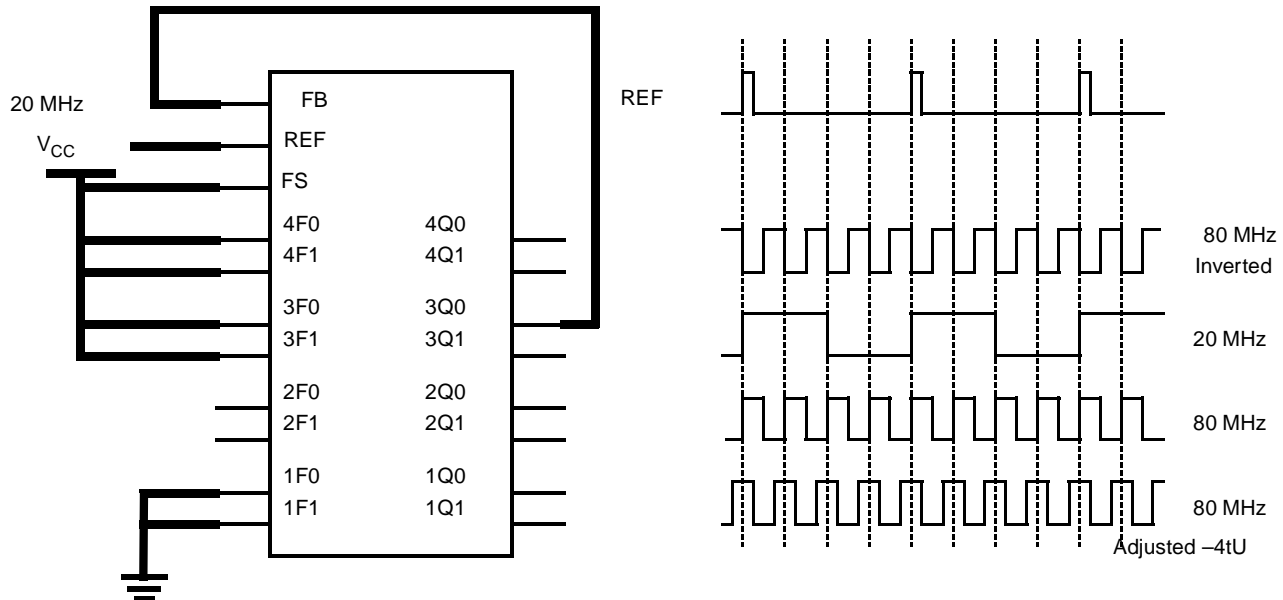 20 MHz
V_CC
FB
REF
FS
4F0 4Q0
4F1 4Q1
3F0 3Q0
3F1 3Q1
2F0 2Q0
2F1 2Q1
1F0 1Q0
1F1 1Q1
REF
80 MHz
Inverted
20 MHz
80 MHz
80 MHz
Adjusted –4tU